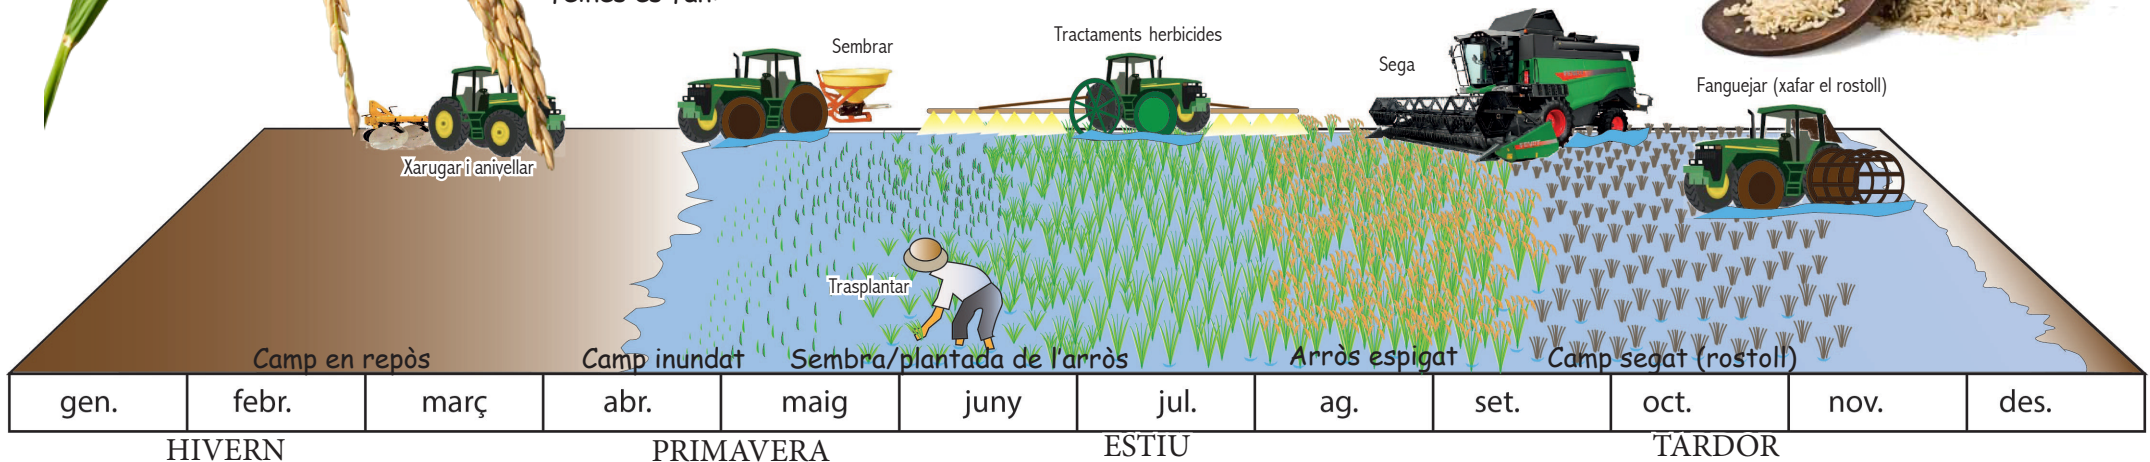 Sembrar
Tractaments herbicides
Sega
Fanguejar (xafar el rostoll)
Xarugar i anivellar
Trasplantar
Camp en repòs
Camp inundat
Sembra/plantada de l'arròs
Arròs espigat
Camp segat (rostoll)
gen.
febr.
març
abr.
maig
juny
jul.
ag.
set.
oct.
nov.
des.
HIVERN
PRIMAVERA
ESTIU
TARDOR